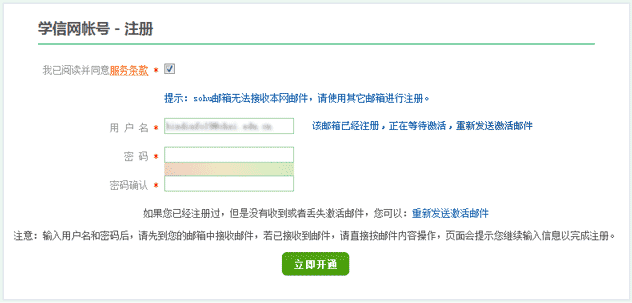 学信网帐号 - 注册
我已阅读并同意服务条款 *
提示：sohu邮箱无法接收本网邮件，请使用其它邮箱进行注册。
用 户 名 * 该邮箱已经注册，正在等待激活，重新发送激活邮件
密 码 *
密码确认 *
如果您已经注册过，但是没有收到或者丢失激活邮件，您可以：重新发送激活邮件
注意：输入用户名和密码后，请先到您的邮箱中接收邮件，若已接收到邮件，请直接按邮件内容操作，页面会提示您继续输入信息以完成注册。
立即开通